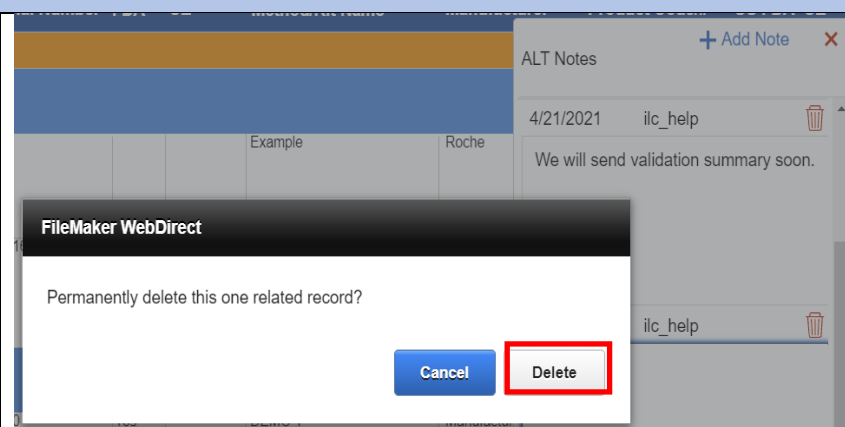 ALT Notes
+ Add Note
4/21/2021 ilc_help
Example
Roche
We will send validation summary soon.
FileMaker WebDirect
Permanently delete this one related record?
ilc_help
Cancel
Delete